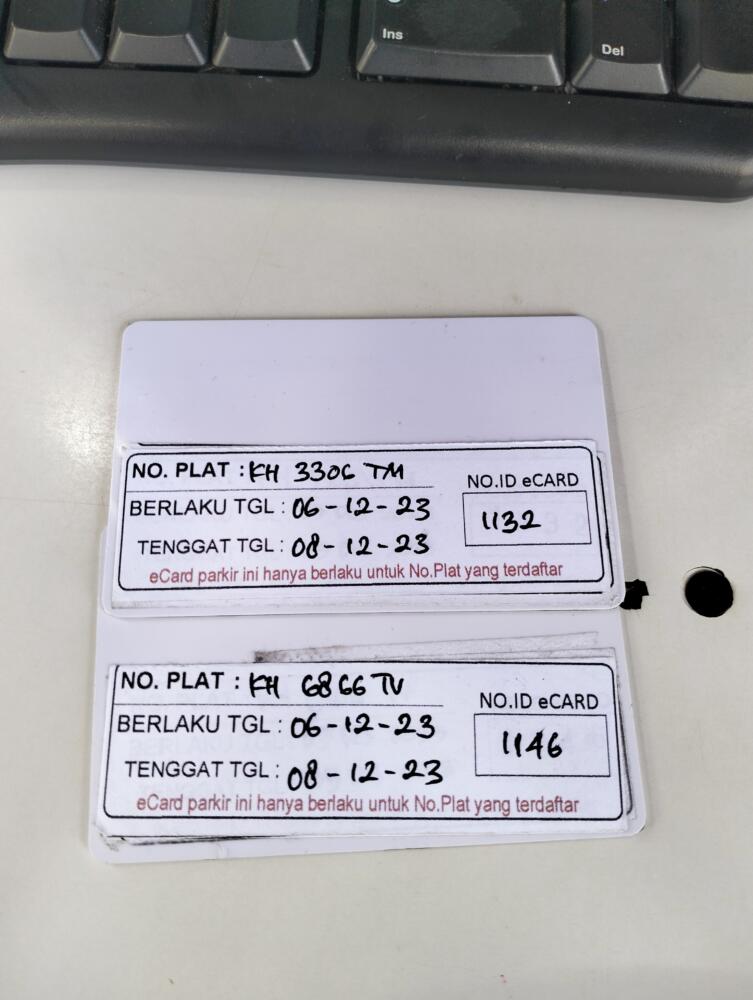 Ins
Del
NO. PLAT : KH 3306 TM
BERLAKU TGL : 06-12-23
TENGGAT TGL : 08-12-23
NO.ID eCARD
1132
eCard parkir ini hanya berlaku untuk No.Plat yang terdaftar
NO. PLAT : KH 6866 TV
BERLAKU TGL : 06-12-23
TENGGAT TGL : 08-12-23
NO.ID eCARD
1146
eCard parkir ini hanya berlaku untuk No.Plat yang terdaftar